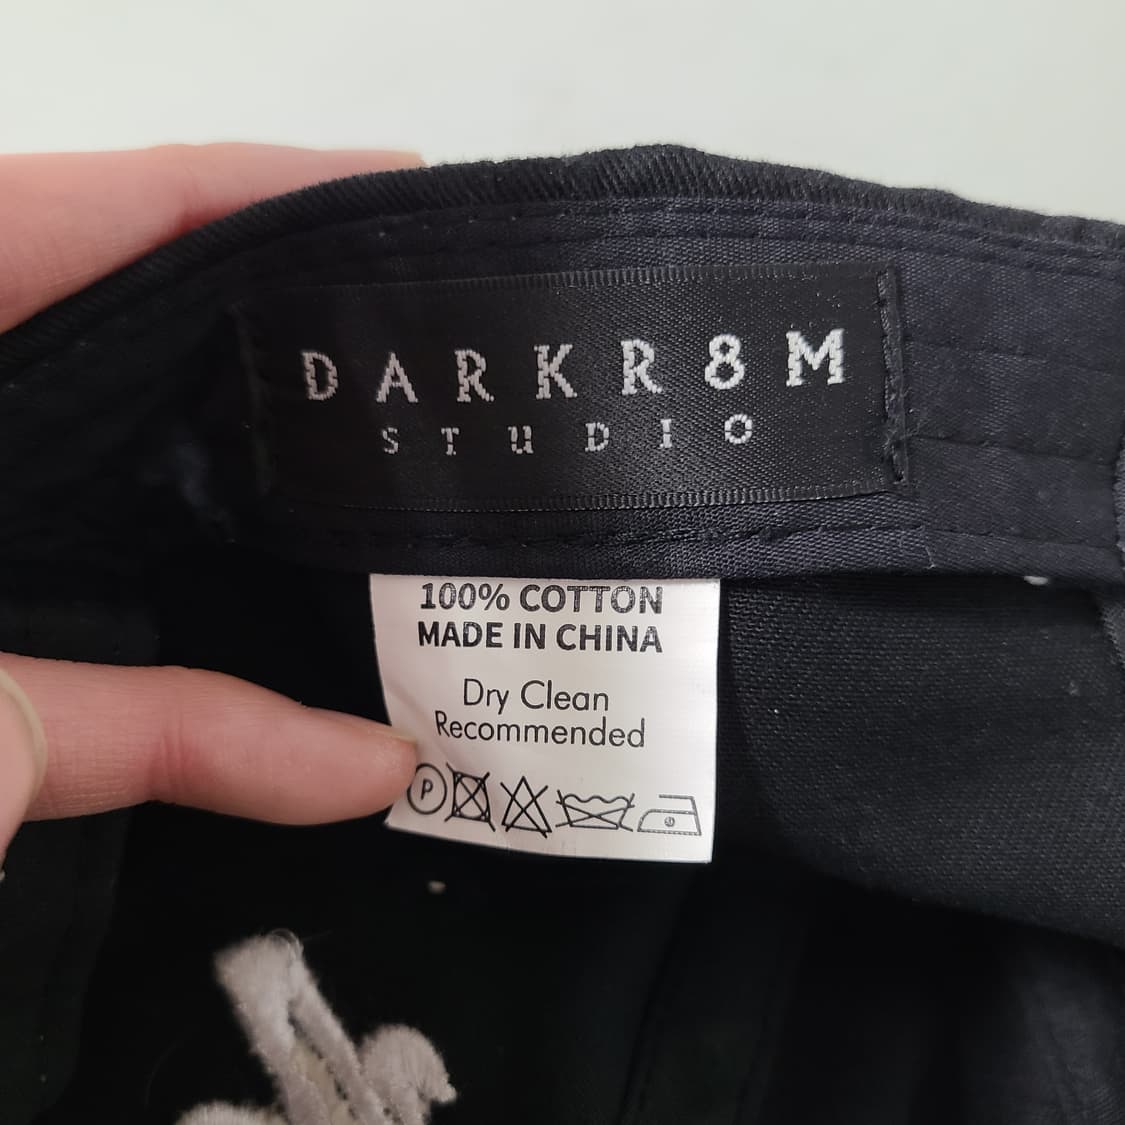 DARKR8M
STUDIO
100% COTTON
MADE IN CHINA
Dry Clean
Recommended
P